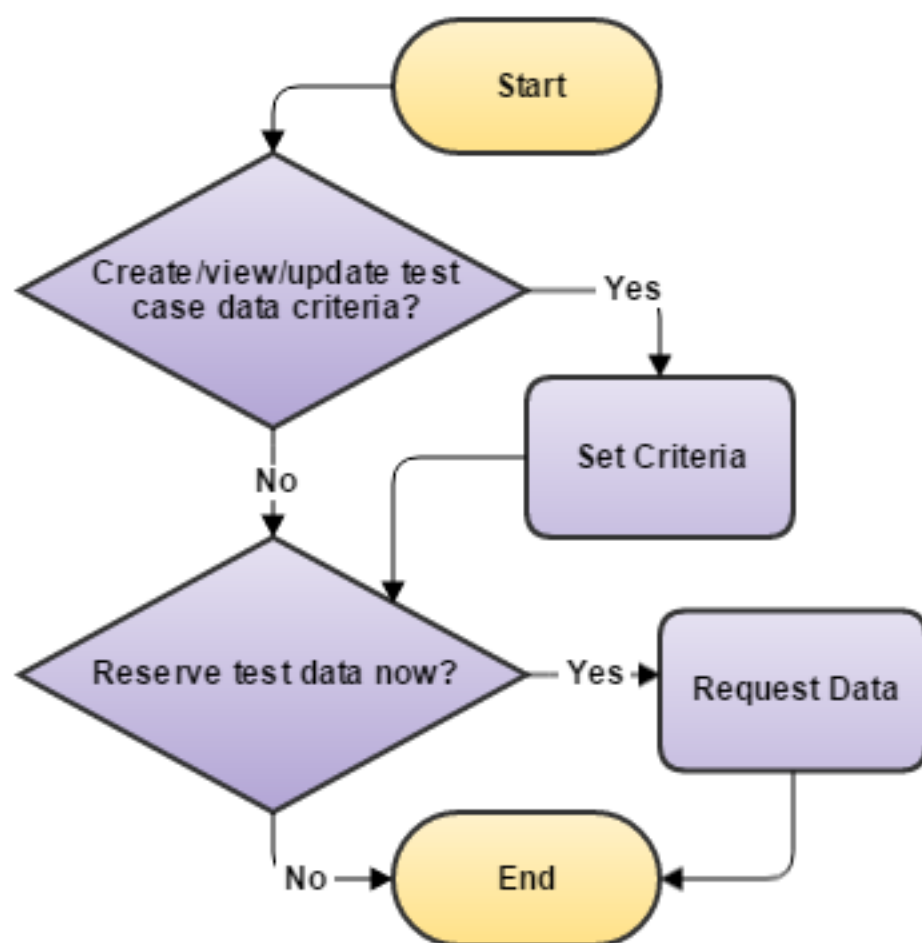 Start
Create/view/update test
case data criteria?
Yes
Set Criteria
No
Reserve test data now?
Yes
Request Data
No
End